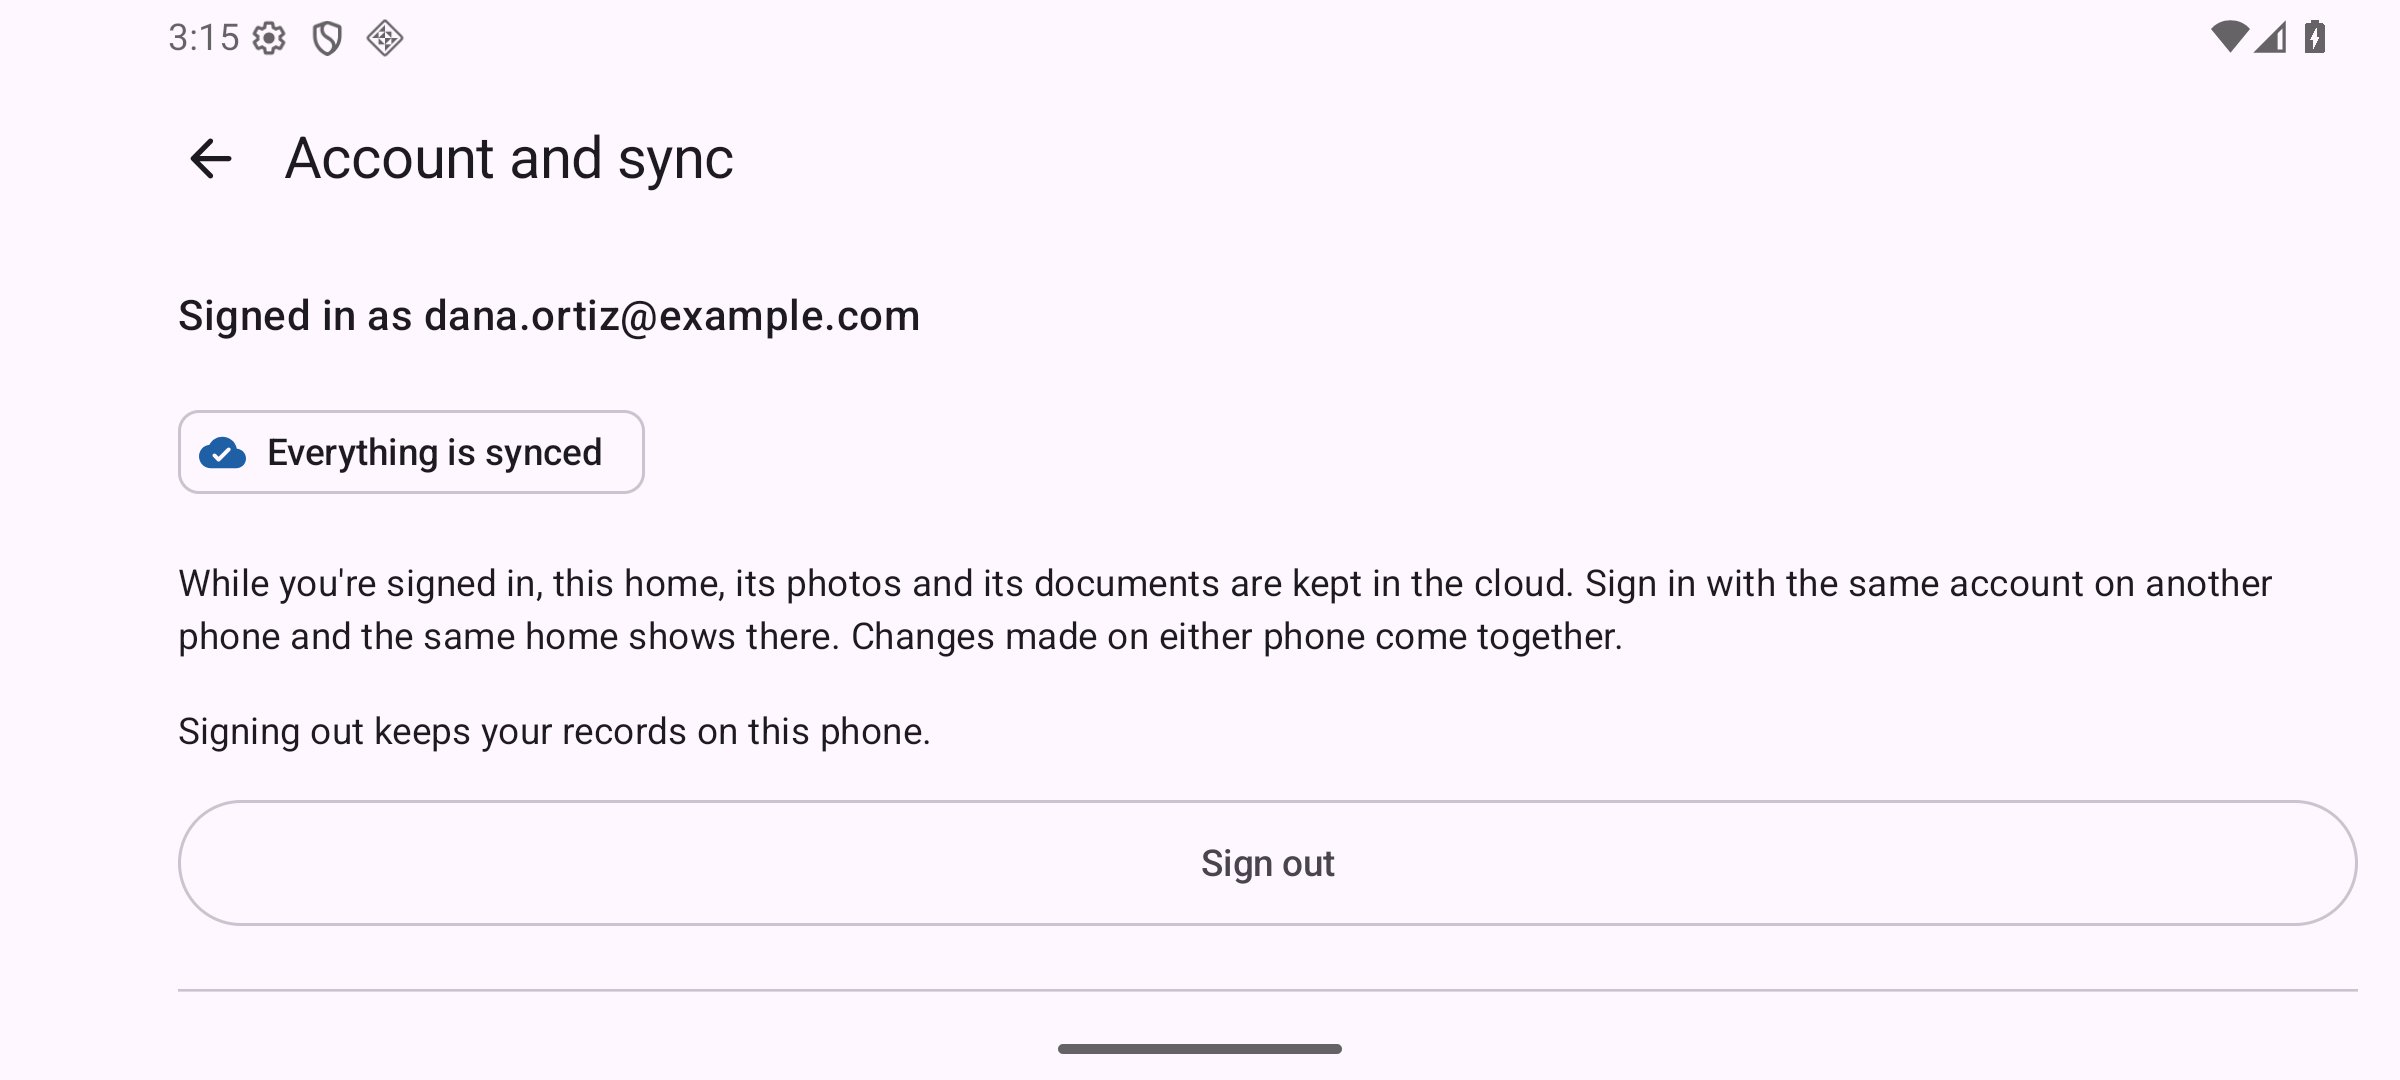 3:15
Account and sync
Signed in as dana.ortiz@example.com
Everything is synced
While you're signed in, this home, its photos and its documents are kept in the cloud. Sign in with the same account on another
phone and the same home shows there. Changes made on either phone come together.
Signing out keeps your records on this phone.
Sign out